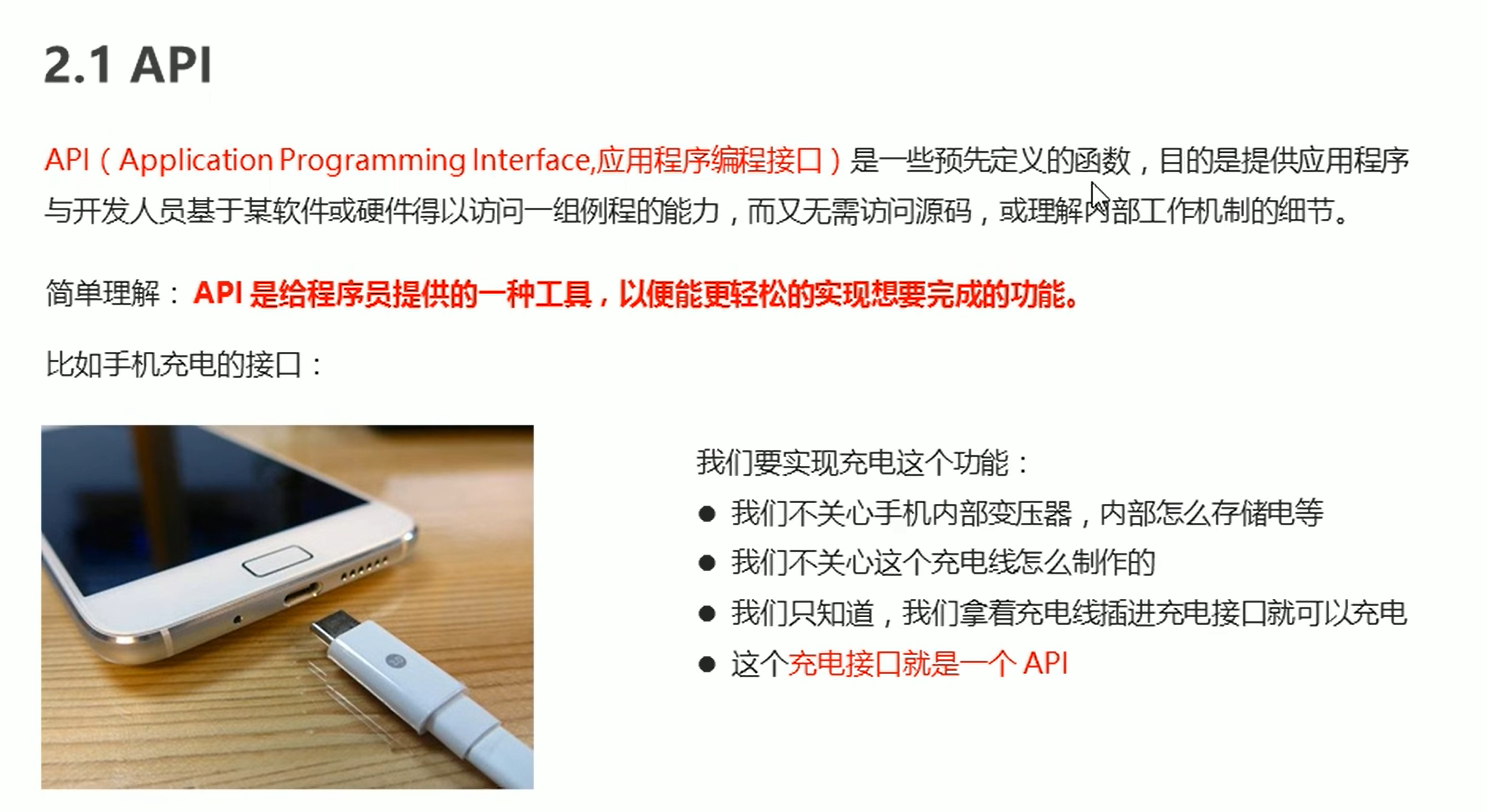 2.1 API
API（Application Programming Interface,应用程序编程接口）是一些预先定义的函数，目的是提供应用程序
与开发人员基于某软件或硬件得以访问一组例程的能力，而又无需访问源码，或理解内部工作机制的细节。
简单理解：API 是给程序员提供的一种工具，以便能更轻松的实现想要完成的功能。
比如手机充电的接口：
我们要实现充电这个功能：
● 我们不关心手机内部变压器，内部怎么存储电等
● 我们不关心这个充电线怎么制作的
● 我们只知道，我们拿着充电线插进充电接口就可以充电
● 这个充电接口就是一个 API